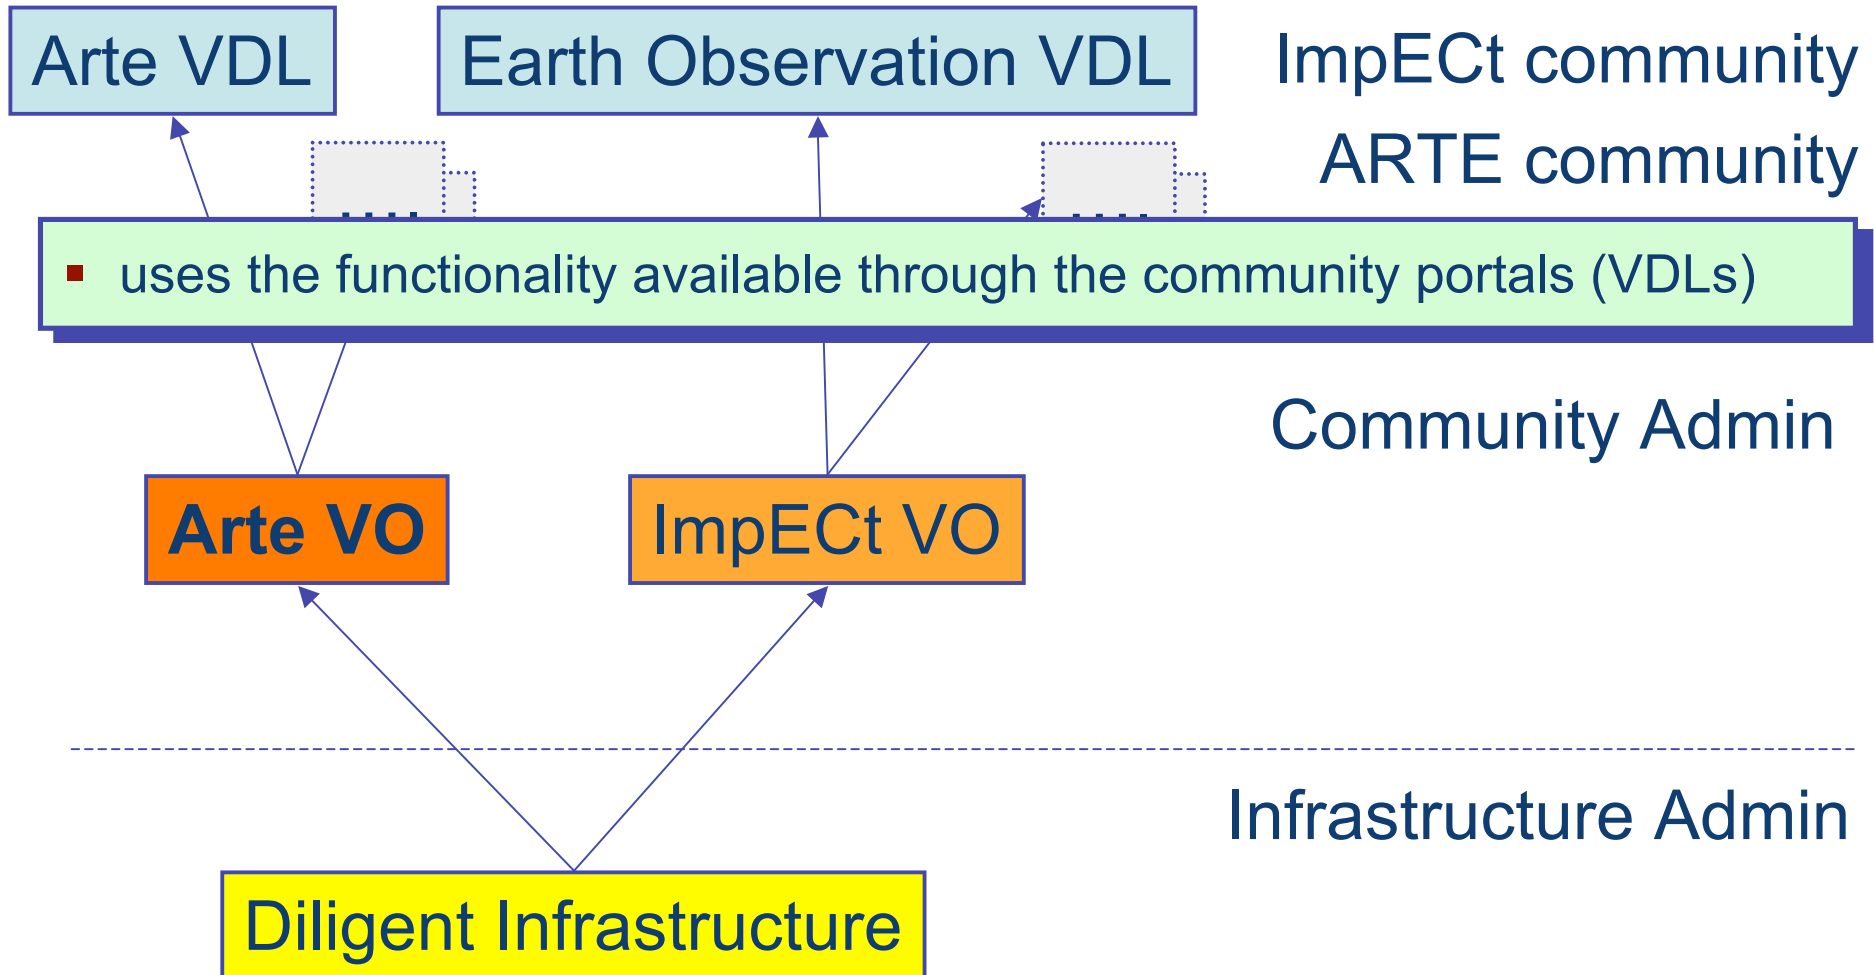 Arte VDL
Earth Observation VDL
ImpECt community
ARTE community
▪ uses the functionality available through the community portals (VDLs)
Community Admin
Arte VO
ImpECt VO
Infrastructure Admin
Diligent Infrastructure